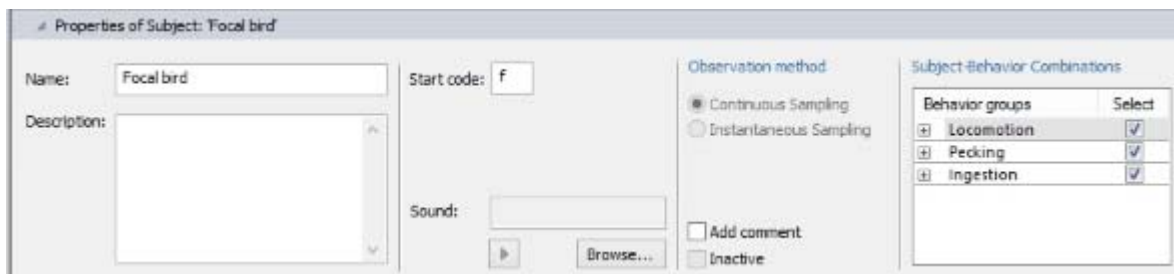 Properties of Subject: 'Focal bird'
Name: Focal bird
Description:
Start code: f
Sound:
Browse...
Observation method
Continuous Sampling
Instantaneous Sampling
Add comment
Inactive
Subject-Behavior Combinations
Behavior groups Select
Locomotion
Pecking
Ingestion